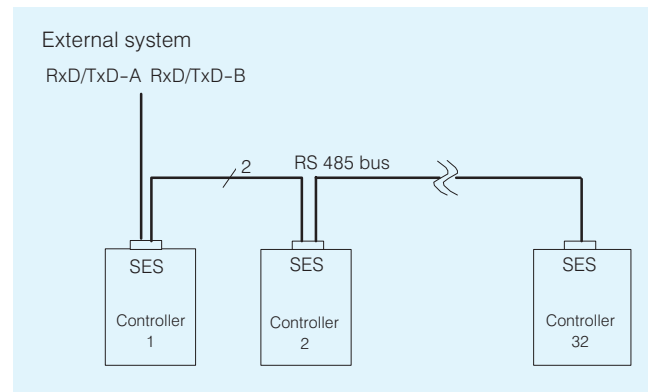 External system
RxD/TxD-A RxD/TxD-B
2
RS 485 bus
SES
SES
SES
Controller
1
Controller
2
Controller
32